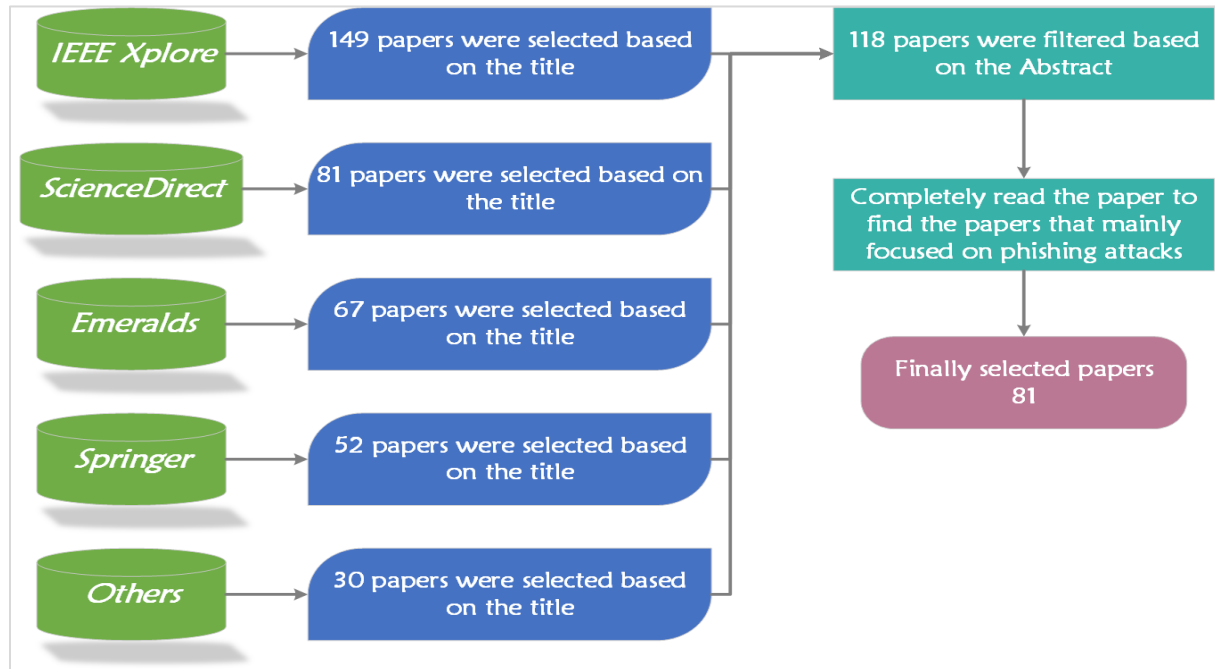 IEEE Xplore
149 papers were selected based
on the title
118 papers were filtered based
on the Abstract
ScienceDirect
81 papers were selected based on
the title
Completely read the paper to
find the papers that mainly
focused on phishing attacks
Emeralds
67 papers were selected based
on the title
Finally selected papers
81
Springer
52 papers were selected based
on the title
Others
30 papers were selected based
on the title